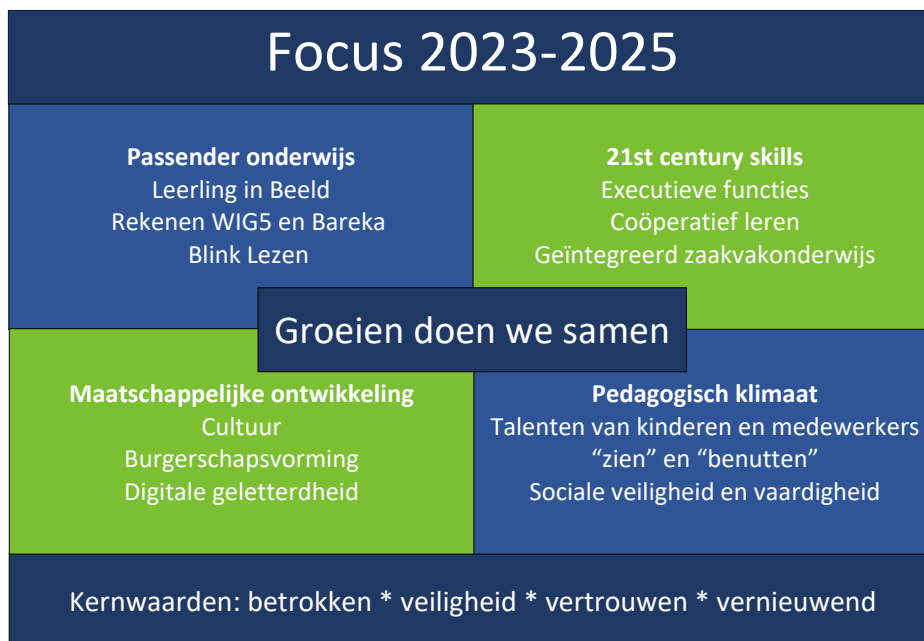 Focus 2023-2025
Passender onderwijs
Leerling in Beeld
Rekenen WIG5 en Bareka
Blink Lezen
21st century skills
Executieve functies
Coöperatief leren
Geïntegreerd zaakvakonderwijs
Groeien doen we samen
Maatschappelijke ontwikkeling
Cultuur
Burgerschapsvorming
Digitale geletterdheid
Pedagogisch klimaat
Talenten van kinderen en medewerkers
“zien” en “benutten”
Sociale veiligheid en vaardigheid
Kernwaarden: betrokken * veiligheid * vertrouwen * vernieuwend